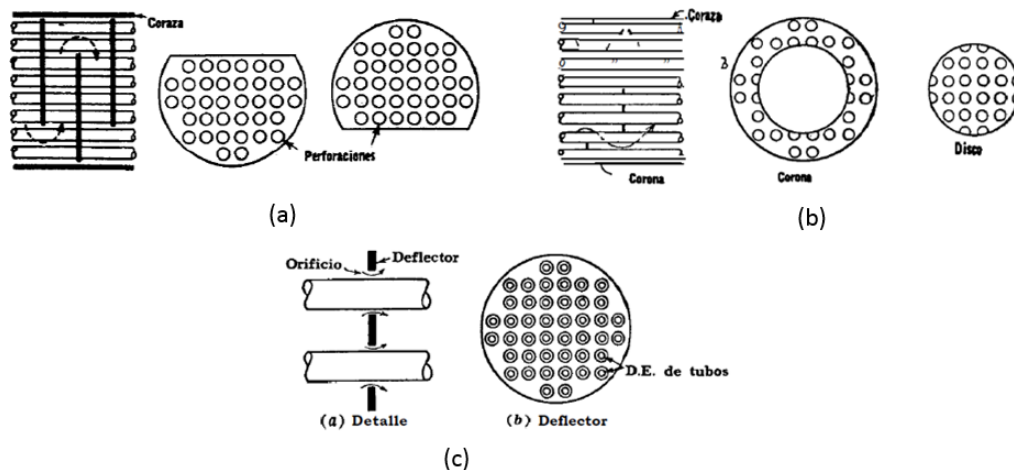 Coraza
Perforaciones
(a)
Coraza
Corona
Corona
Disco
(b)
Orificio
Deflector
D.E. de tubos
(a) Detalle
(b) Deflector
(c)